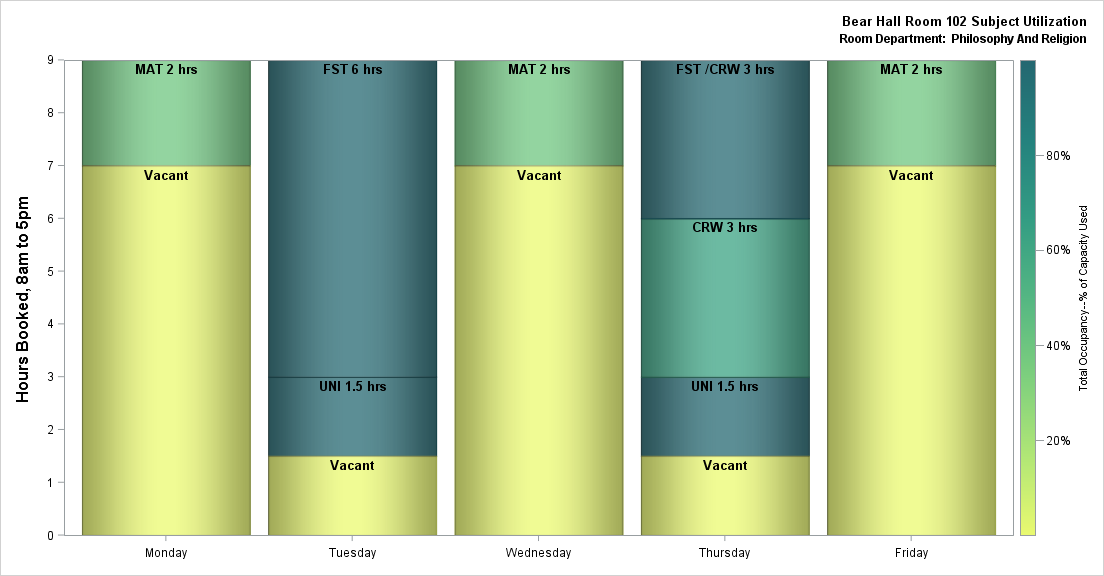 Bear Hall Room 102 Subject Utilization
Room Department: Philosophy And Religion
Hours Booked, 8am to 5pm
9
8
7
6
5
4
3
2
1
0
MAT 2 hrs
Vacant
FST 6 hrs
UNI 1.5 hrs
Vacant
MAT 2 hrs
Vacant
FST /CRW 3 hrs
CRW 3 hrs
UNI 1.5 hrs
Vacant
MAT 2 hrs
Vacant
Monday
Tuesday
Wednesday
Thursday
Friday
80%
60%
40%
20%
Total Occupancy--% of Capacity Used